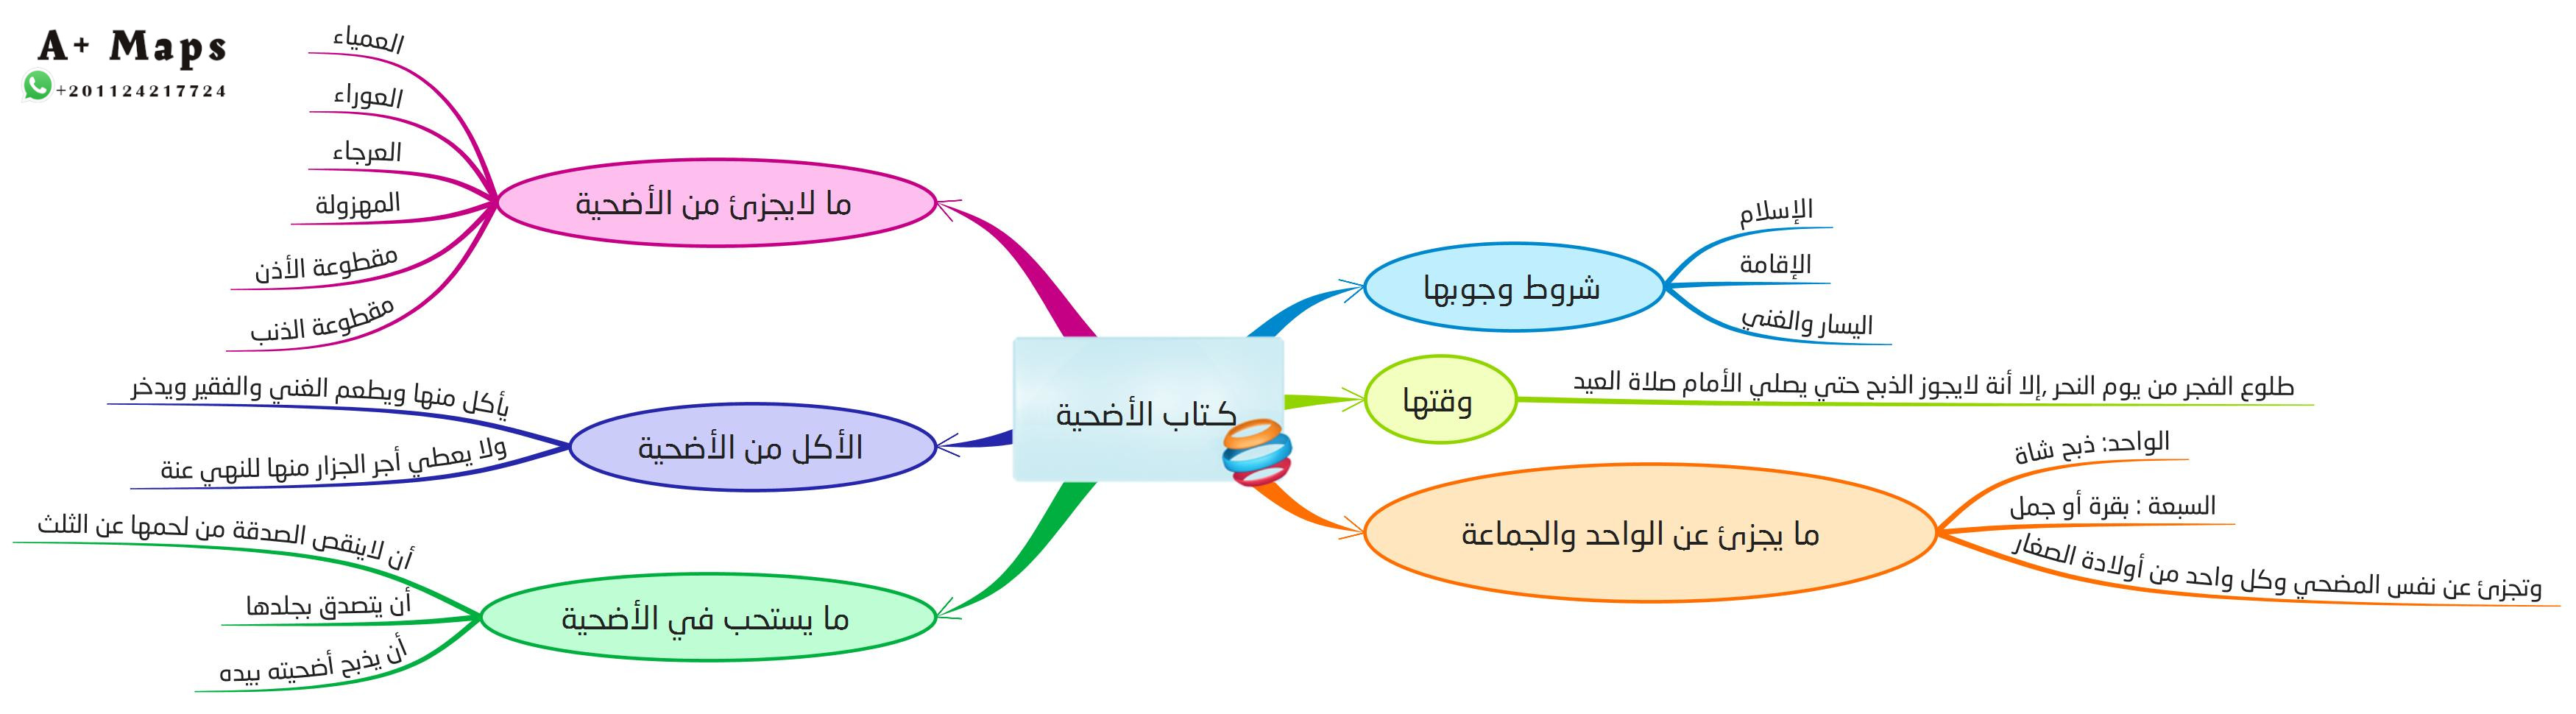 A+ Maps
+201124217724
كتاب الأضحية
شروط وجوبها
الإسلام
الإقامة
اليسار والغني
وقتها
طلوع الفجر من يوم النحر ,إلا أنة لايجوز الذبح حتي يصلي الأمام صلاة العيد
ما يجزئ عن الواحد والجماعة
الواحد: ذبح شاة
السبعة : بقرة أو جمل
وتجزئ عن نفس المضحي وكل واحد من أولادة الصغار
ما لايجزئ من الأضحية
العمياء
العوراء
العرجاء
المهزولة
مقطوعة الأذن
مقطوعة الذنب
الأكل من الأضحية
يأكل منها ويطعم الغني والفقير ويدخر
ولا يعطي أجر الجزار منها للنهي عنة
ما يستحب في الأضحية
أن لاينقص الصدقة من لحمها عن الثلث
أن يتصدق بجلدها
أن يذبح أضحيته بيده